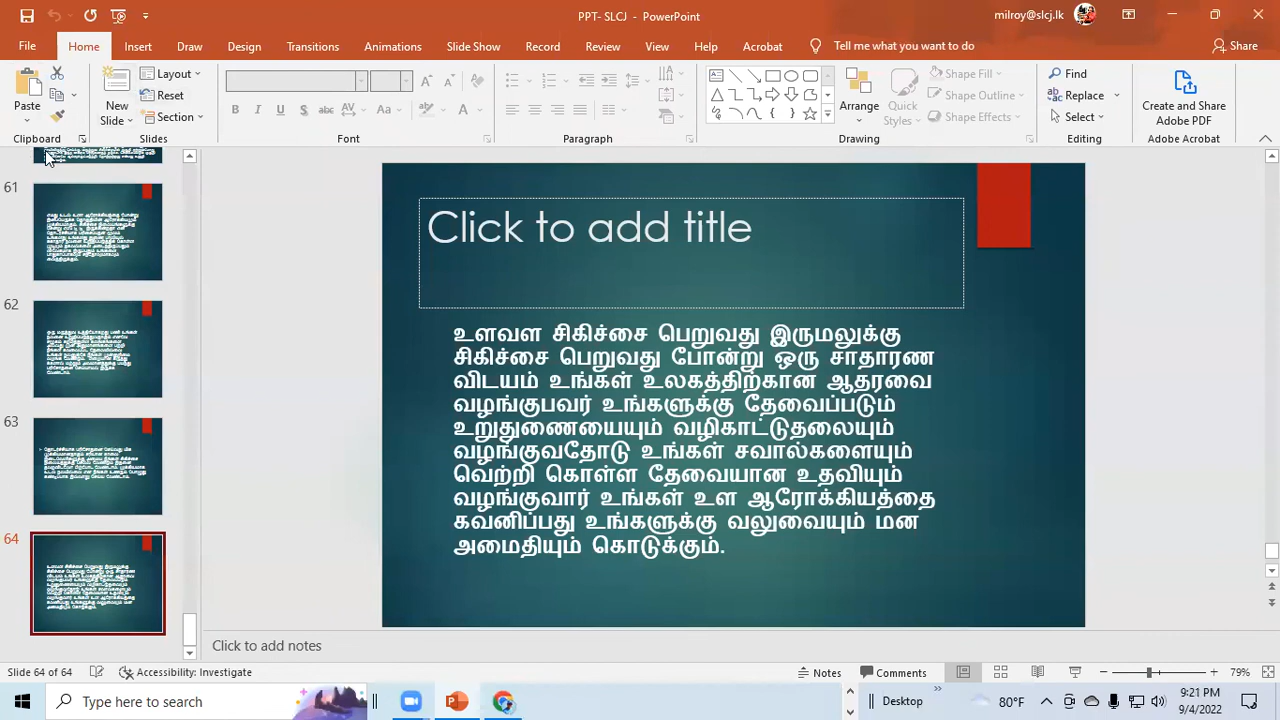 PPT- SLCJ - PowerPoint
milroy@slcj.lk
File Home Insert Draw Design Transitions Animations Slide Show Record Review View Help Acrobat Tell me what you want to do Share
Paste
Clipboard
New Slide
Layout
Reset
Section
Slides
Font
Paragraph
Arrange
Quick Styles
Shape Fill
Shape Outline
Shape Effects
Drawing
Find
Replace
Select
Editing
Create and Share Adobe PDF
Adobe Acrobat
61
62
63
64
Click to add title
உளவள சிகிச்சை பெறுவது இருமலுக்கு
சிகிச்சை பெறுவது போன்று ஒரு சாதாரண
விடயம் உங்கள் உலகத்திற்கான ஆதரவை
வழங்குபவர் உங்களுக்கு தேவைப்படும்
உறுதுணையையும் வழிகாட்டுதலையும்
வழங்குவதோடு உங்கள் சவால்களையும்
வெற்றி கொள்ள தேவையான உதவியும்
வழங்குவார் உங்கள் உள ஆரோக்கியத்தை
கவனிப்பது உங்களுக்கு வலுவையும் மன
அமைதியும் கொடுக்கும்.
Click to add notes
Slide 64 of 64 Accessibility: Investigate Notes Comments 79%
Type here to search
Desktop
80°F
9:21 PM
9/4/2022